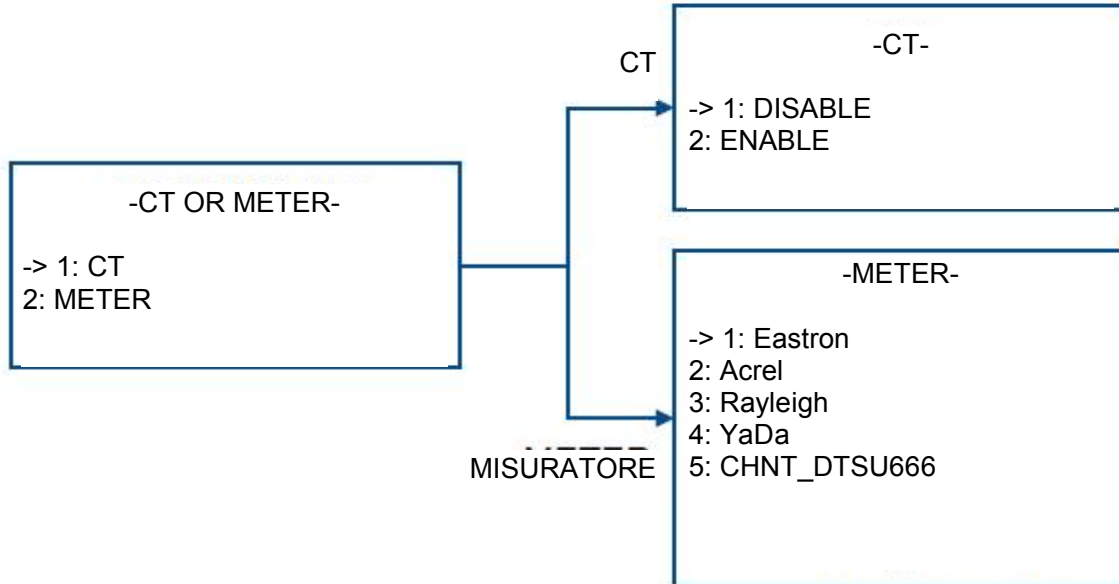 -CT OR METER-
-> 1: CT
2: METER
CT
-CT-
-> 1: DISABLE
2: ENABLE
MISURATORE
-METER-
-> 1: Eastron
2: Acrel
3: Rayleigh
4: YaDa
5: CHNT_DTSU666